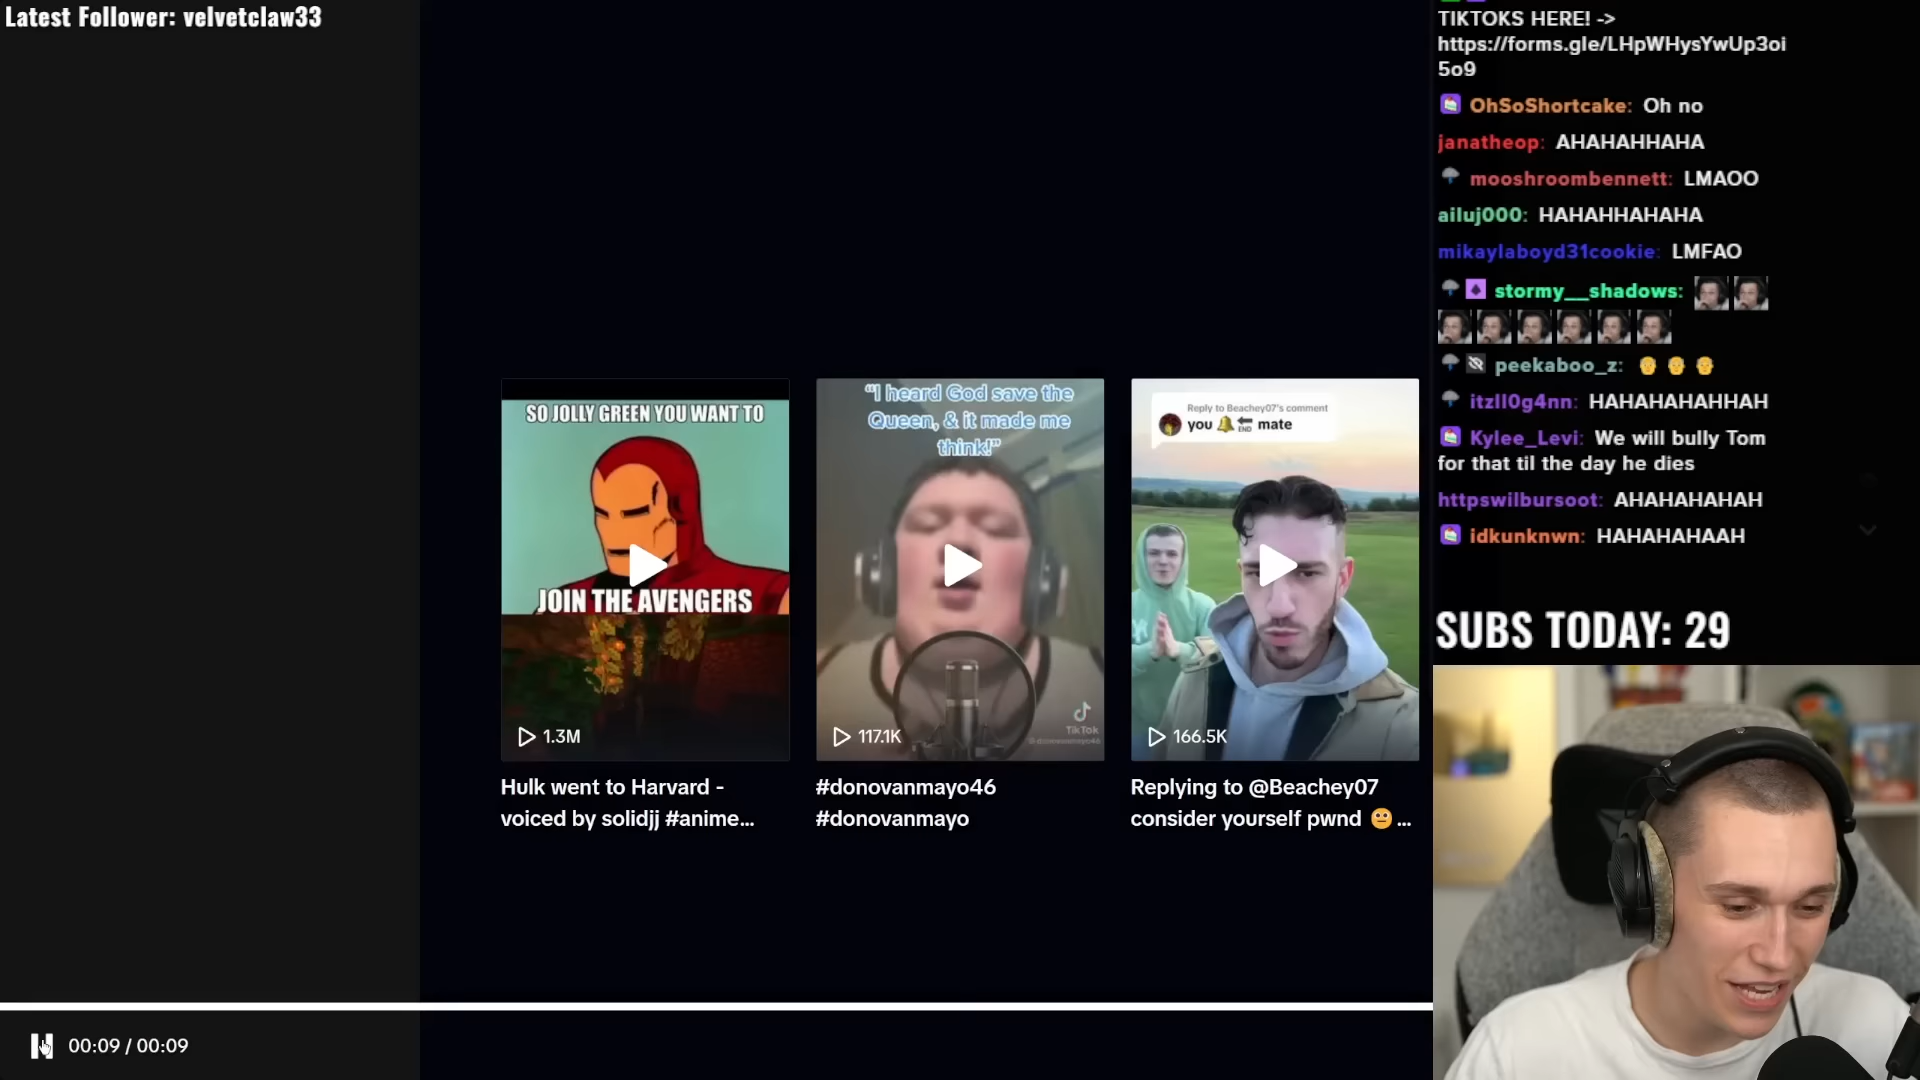 Latest Follower: velvetclaw33
SO JOLLY GREEN YOU WANT TO
JOIN THE AVENGERS
1.3M
Hulk went to Harvard -
voiced by solidjj #anime...
"I heard God save the
Queen, & it made me
think!"
TikTok
117.1K
#donovanmayo46
#donovanmayo
Reply to Beachey07's comment
you 🔔 🔚 mate
166.5K
Replying to @Beachey07
consider yourself pwnd 😐 ...
00:09 / 00:09
TIKTOKS HERE! ->
https://forms.gle/LHpWHysYwUp3oi
5o9
OhSoShortcake: Oh no
janatheop: AHAHAHHAHA
mooshroombennett: LMAOO
ailuj000: HAHAHHAHAHA
mikaylaboyd31cookie: LMFAO
stormy__shadows:
peekaboo_z:
itzll0g4nn: HAHAHAHAHHAH
Kylee_Levi: We will bully Tom
for that til the day he dies
httpswilbursoot: AHAHAHAHAH
idkunknwn: HAHAHAHAAH
SUBS TODAY: 29